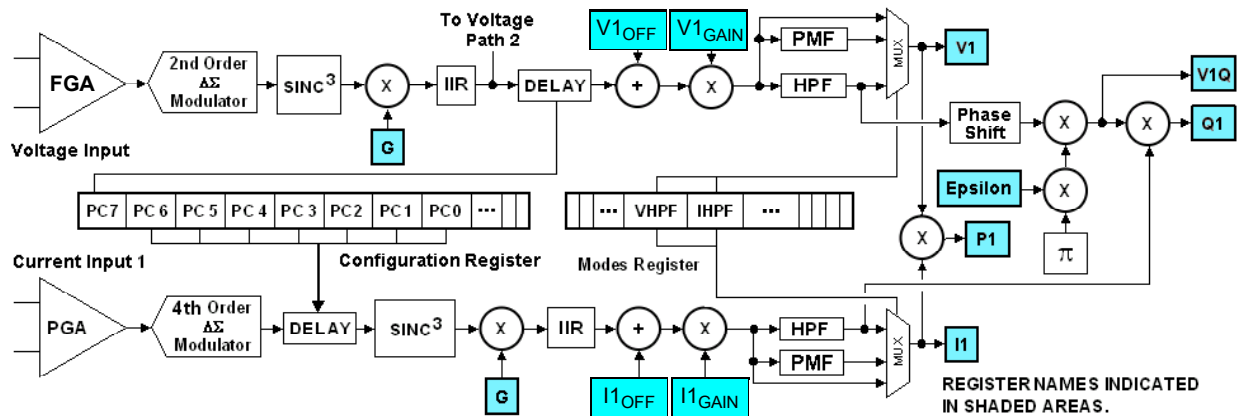 To Voltage
Path 2
V1OFF
V1GAIN
FGA
2nd Order
ΔΣ
Modulator
SINC3
X
IIR
DELAY
+
X
PMF
HPF
MUX
V1
V1Q
G
Phase
Shift
X
X
Q1
Voltage Input
Epsilon
X
π
PC7
PC 6
PC 5
PC 4
PC 3
PC2
PC1
PC0
...
...
VHPF
IHPF
...
X
P1
Current Input 1
Configuration Register
Modes Register
PGA
4th Order
ΔΣ
Modulator
DELAY
SINC3
X
IIR
+
X
HPF
PMF
MUX
I1
G
I1OFF
I1GAIN
REGISTER NAMES INDICATED
IN SHADED AREAS.